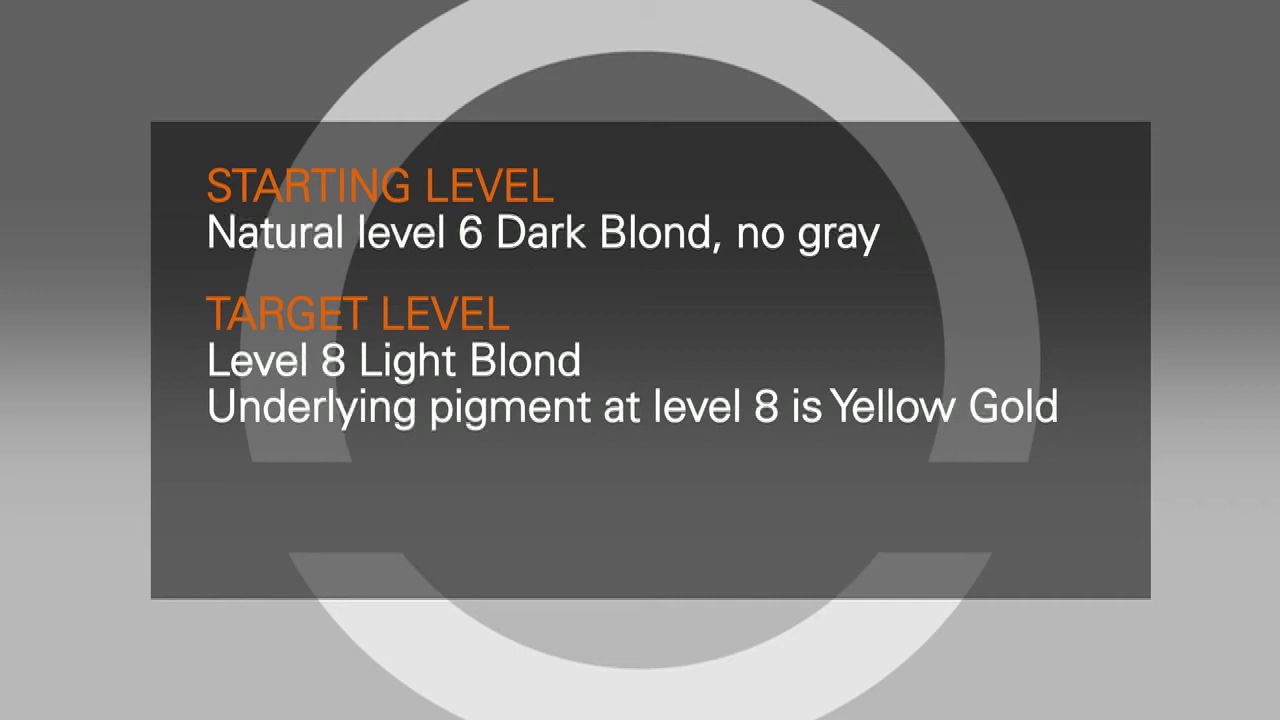 STARTING LEVEL
Natural level 6 Dark Blond, no gray
TARGET LEVEL
Level 8 Light Blond
Underlying pigment at level 8 is Yellow Gold